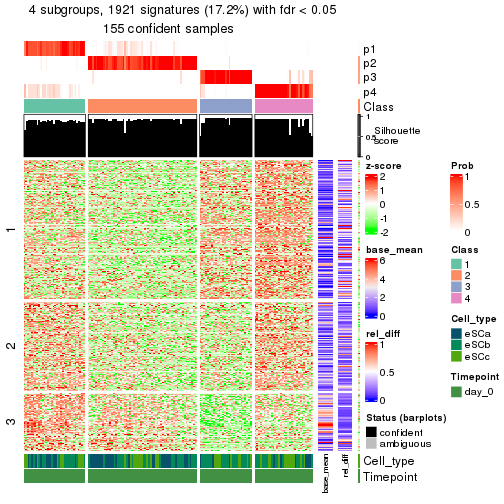 4 subgroups, 1921 signatures (17.2%) with fdr < 0.05
155 confident samples
p1
p2
p3
p4
Class
1
0.5
0
Silhouette
score
1
2
3
z-score
2
1
0
-1
-2
base_mean
6
4
2
0
rel_diff
1
0.5
0
Status (barplots)
confident
ambiguous
Prob
1
0.5
0
Class
1
2
3
4
Cell_type
eSCa
eSCb
eSCc
Timepoint
day_0
Cell_type
Timepoint
base_mean
rel_diff